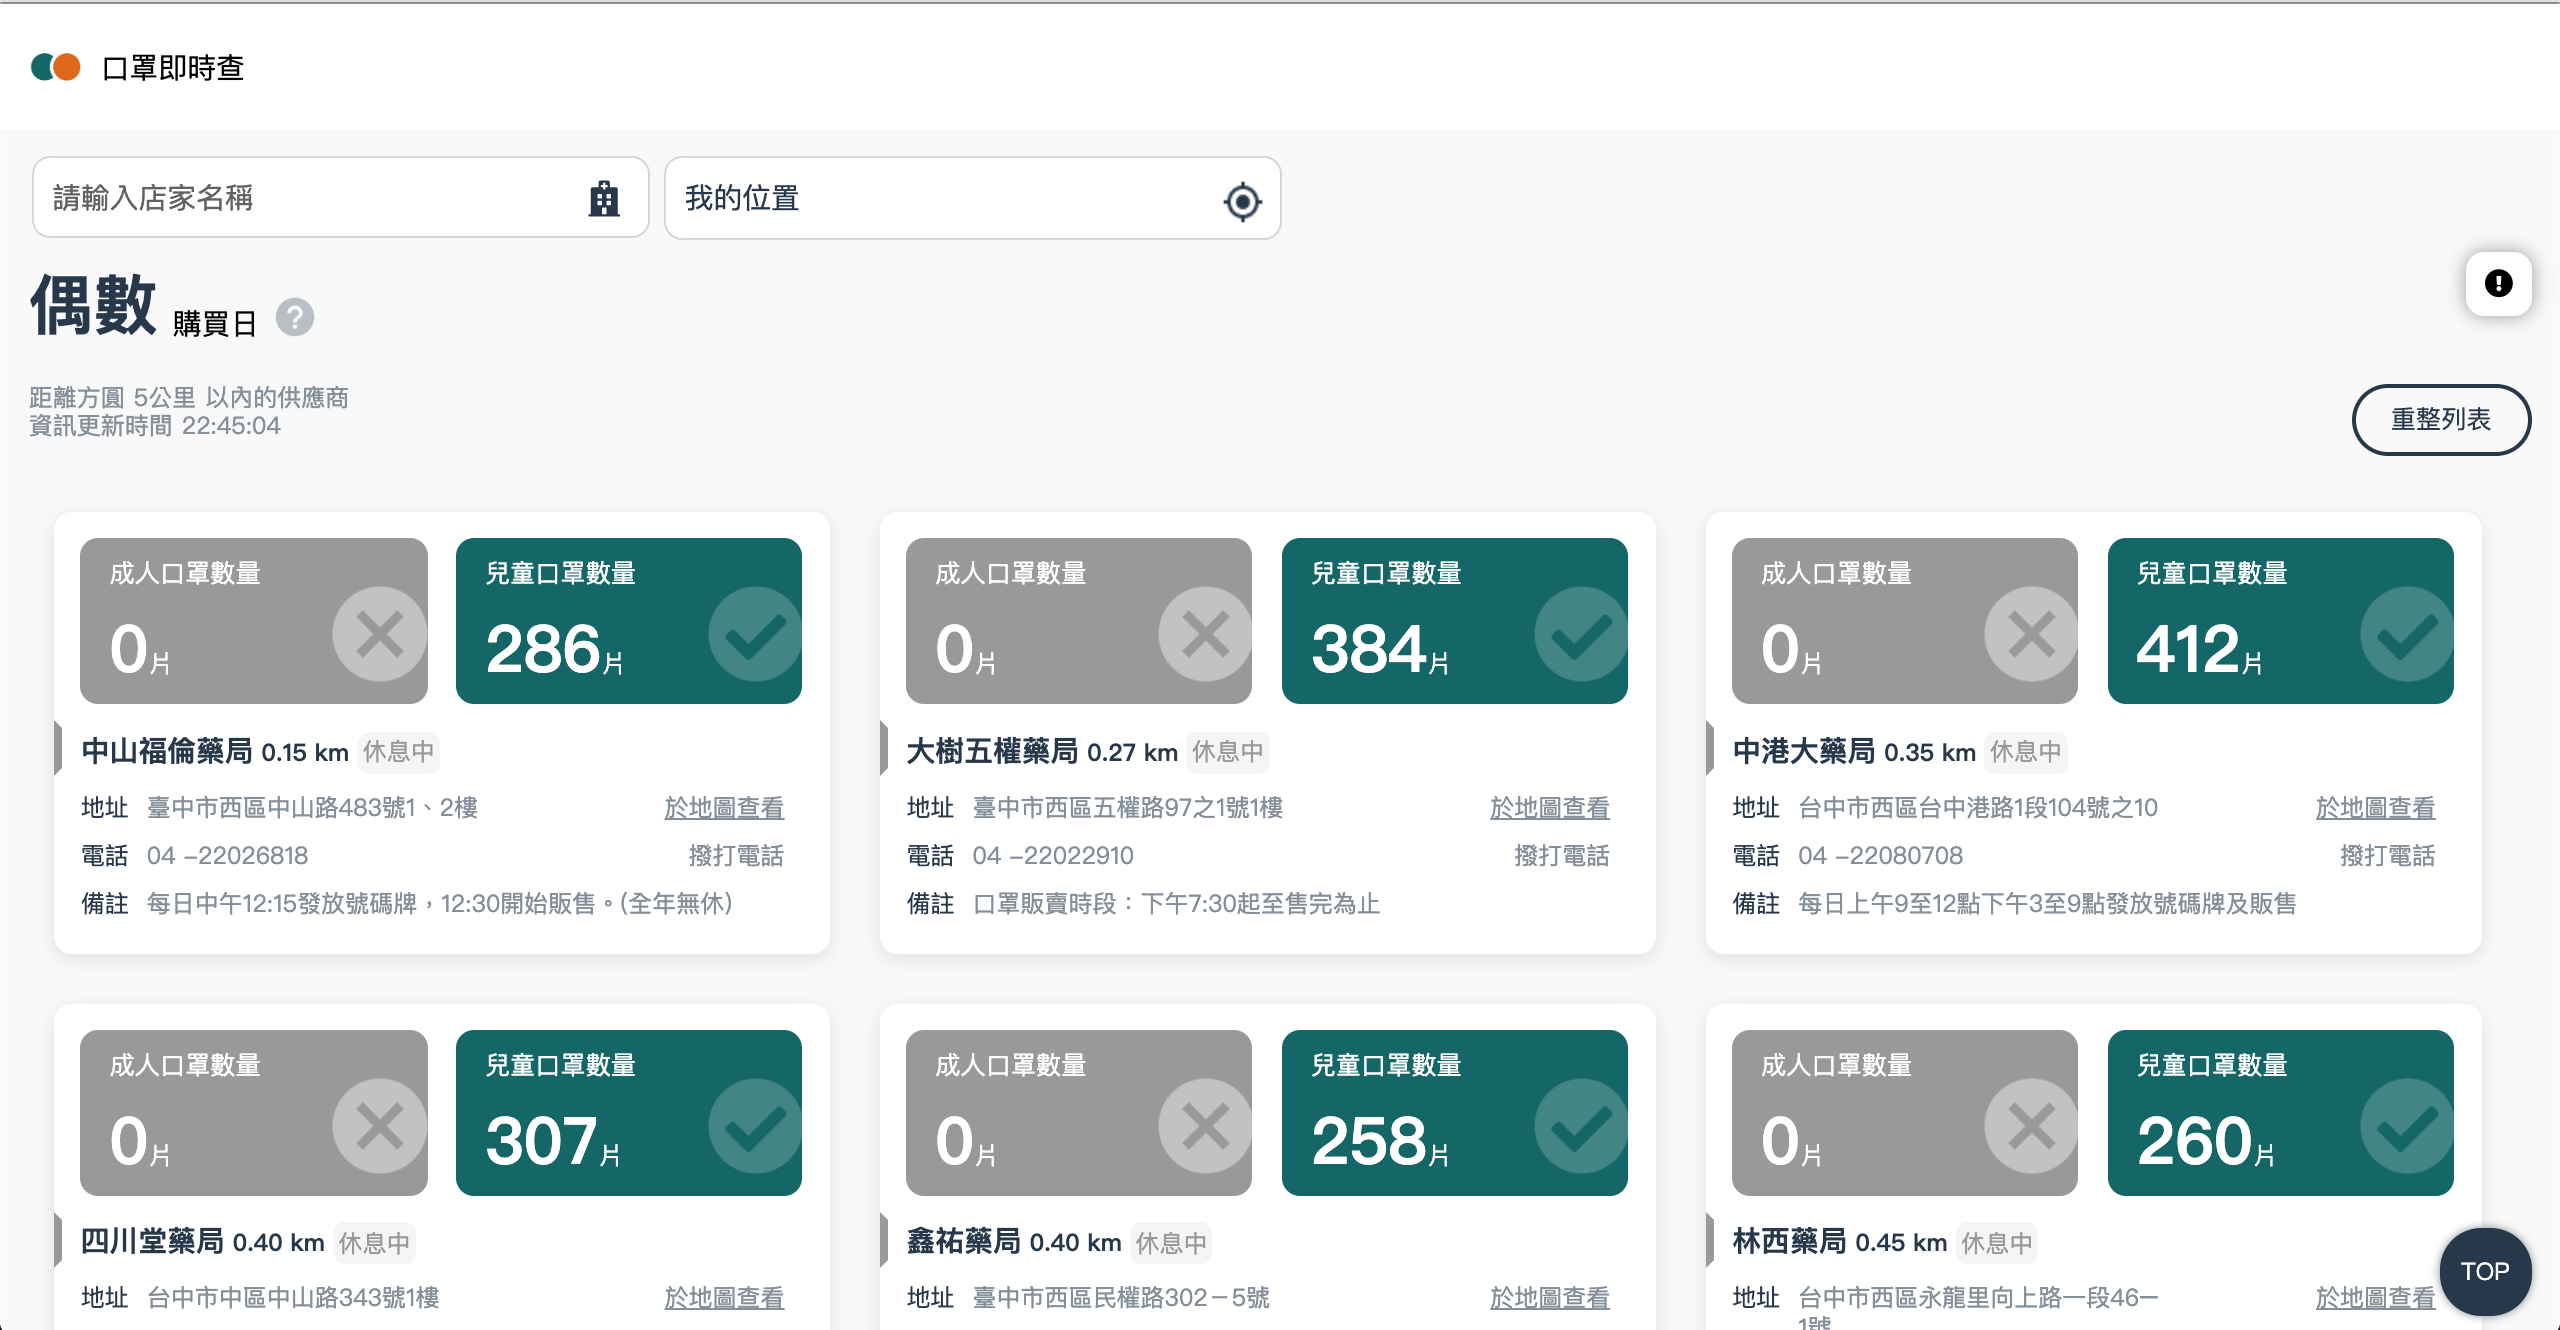 口罩即時查
請輸入店家名稱
我的位置
偶數 購買日
距離方圓 5公里 以內的供應商
資訊更新時間 22:45:04
重整列表
成人口罩數量
0片
兒童口罩數量
286片
中山福倫藥局 0.15 km 休息中
地址 臺中市西區中山路483號1、2樓 於地圖查看
電話 04 -22026818 撥打電話
備註 每日中午12:15發放號碼牌，12:30開始販售。(全年無休)
成人口罩數量
0片
兒童口罩數量
384片
大樹五權藥局 0.27 km 休息中
地址 臺中市西區五權路97之1號1樓 於地圖查看
電話 04 -22022910 撥打電話
備註 口罩販賣時段：下午7:30起至售完為止
成人口罩數量
0片
兒童口罩數量
412片
中港大藥局 0.35 km 休息中
地址 台中市西區台中港路1段104號之10 於地圖查看
電話 04 -22080708 撥打電話
備註 每日上午9至12點下午3至9點發放號碼牌及販售
成人口罩數量
0片
兒童口罩數量
307片
四川堂藥局 0.40 km 休息中
地址 台中市中區中山路343號1樓 於地圖查看
成人口罩數量
0片
兒童口罩數量
258片
鑫祐藥局 0.40 km 休息中
地址 臺中市西區民權路302－5號 於地圖查看
成人口罩數量
0片
兒童口罩數量
260片
林西藥局 0.45 km 休息中
地址 台中市西區永龍里向上路一段46一 於地圖查看
1號
TOP